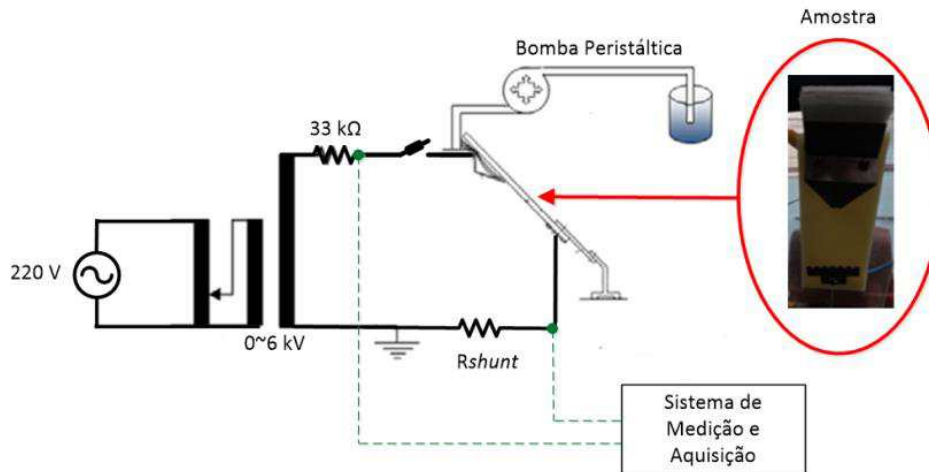 Amostra
Bomba Peristáltica
33 kΩ
220 V
0~6 kV
Rshunt
Sistema de
Medição e
Aquisição